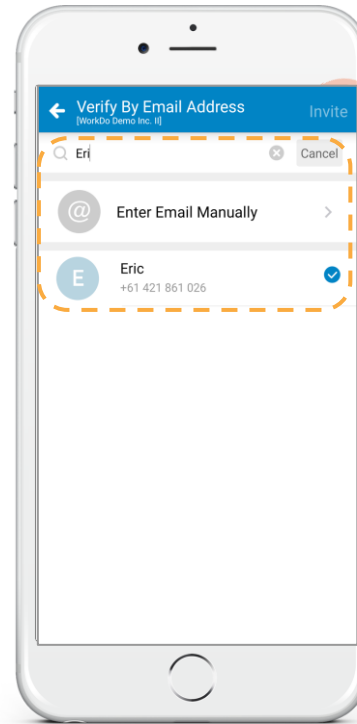 Verify By Email Address
[WorkDo Demo Inc. II]
Invite
Eri
Cancel
@
Enter Email Manually
E
Eric
+61 421 861 026